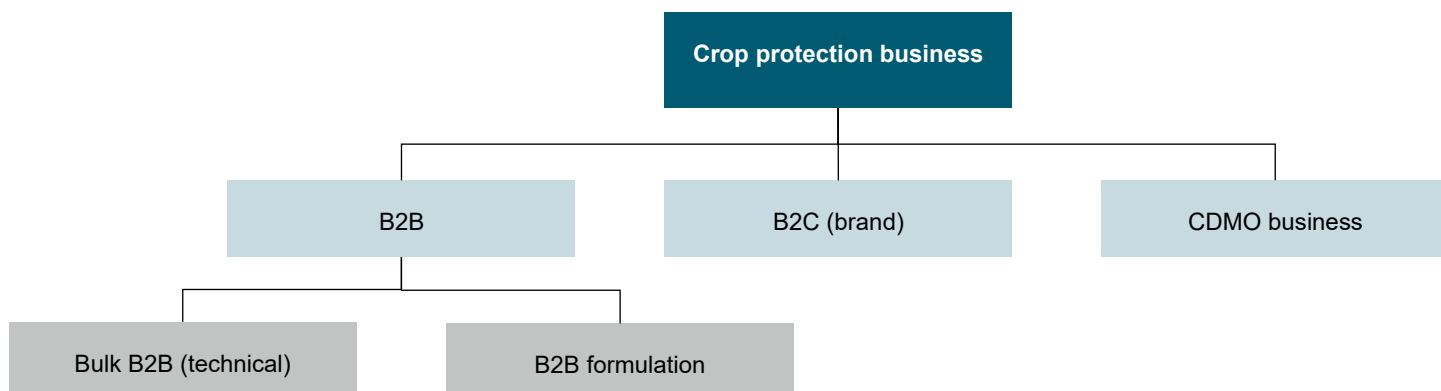 Crop protection business
B2B
B2C (brand)
CDMO business
Bulk B2B (technical)
B2B formulation